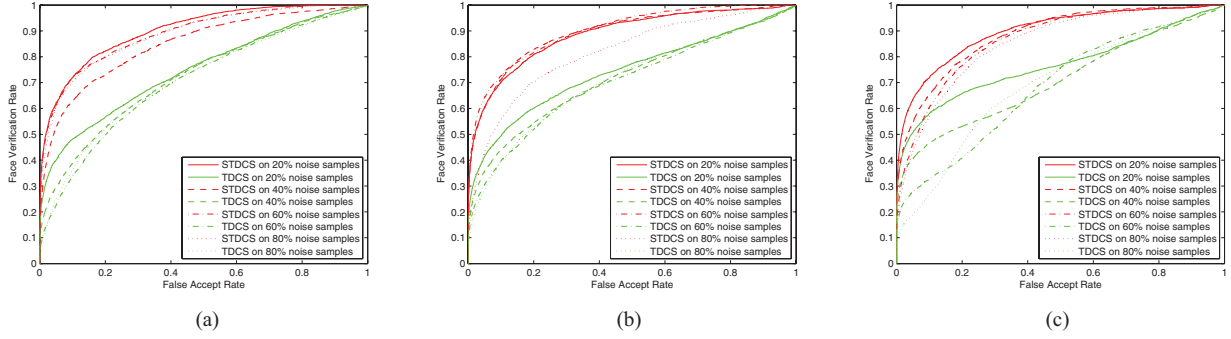 1
0.9
0.8
0.7
0.6
0.5
0.4
0.3
0.2
0.1
0
Face Verification Rate
STDCS on 20% noise samples
TDCS on 20% noise samples
STDCS on 40% noise samples
TDCS on 40% noise samples
STDCS on 60% noise samples
TDCS on 60% noise samples
STDCS on 80% noise samples
TDCS on 80% noise samples
0 0.2 0.4 0.6 0.8 1
False Accept Rate
(a)
1
0.9
0.8
0.7
0.6
0.5
0.4
0.3
0.2
0.1
0
Face Verification Rate
STDCS on 20% noise samples
TDCS on 20% noise samples
STDCS on 40% noise samples
TDCS on 40% noise samples
STDCS on 60% noise samples
TDCS on 60% noise samples
STDCS on 80% noise samples
TDCS on 80% noise samples
0 0.2 0.4 0.6 0.8 1
False Accept Rate
(b)
1
0.9
0.8
0.7
0.6
0.5
0.4
0.3
0.2
0.1
0
Face Verification Rate
STDCS on 20% noise samples
TDCS on 20% noise samples
STDCS on 40% noise samples
TDCS on 40% noise samples
STDCS on 60% noise samples
TDCS on 60% noise samples
STDCS on 80% noise samples
TDCS on 80% noise samples
0 0.2 0.4 0.6 0.8 1
False Accept Rate
(c)